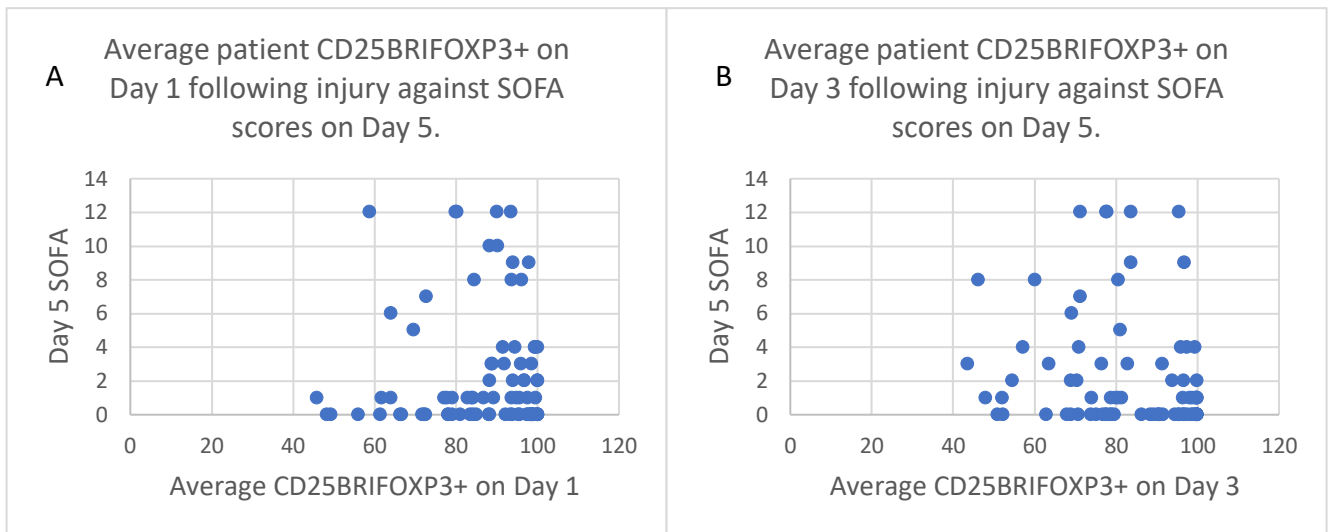 A
Average patient CD25BRIFOXP3+ on
Day 1 following injury against SOFA
scores on Day 5.
Day 5 SOFA
14
12
10
8
6
4
2
0
0 20 40 60 80 100 120
Average CD25BRIFOXP3+ on Day 1
B
Average patient CD25BRIFOXP3+ on
Day 3 following injury against SOFA
scores on Day 5.
Day 5 SOFA
14
12
10
8
6
4
2
0
0 20 40 60 80 100 120
Average CD25BRIFOXP3+ on Day 3